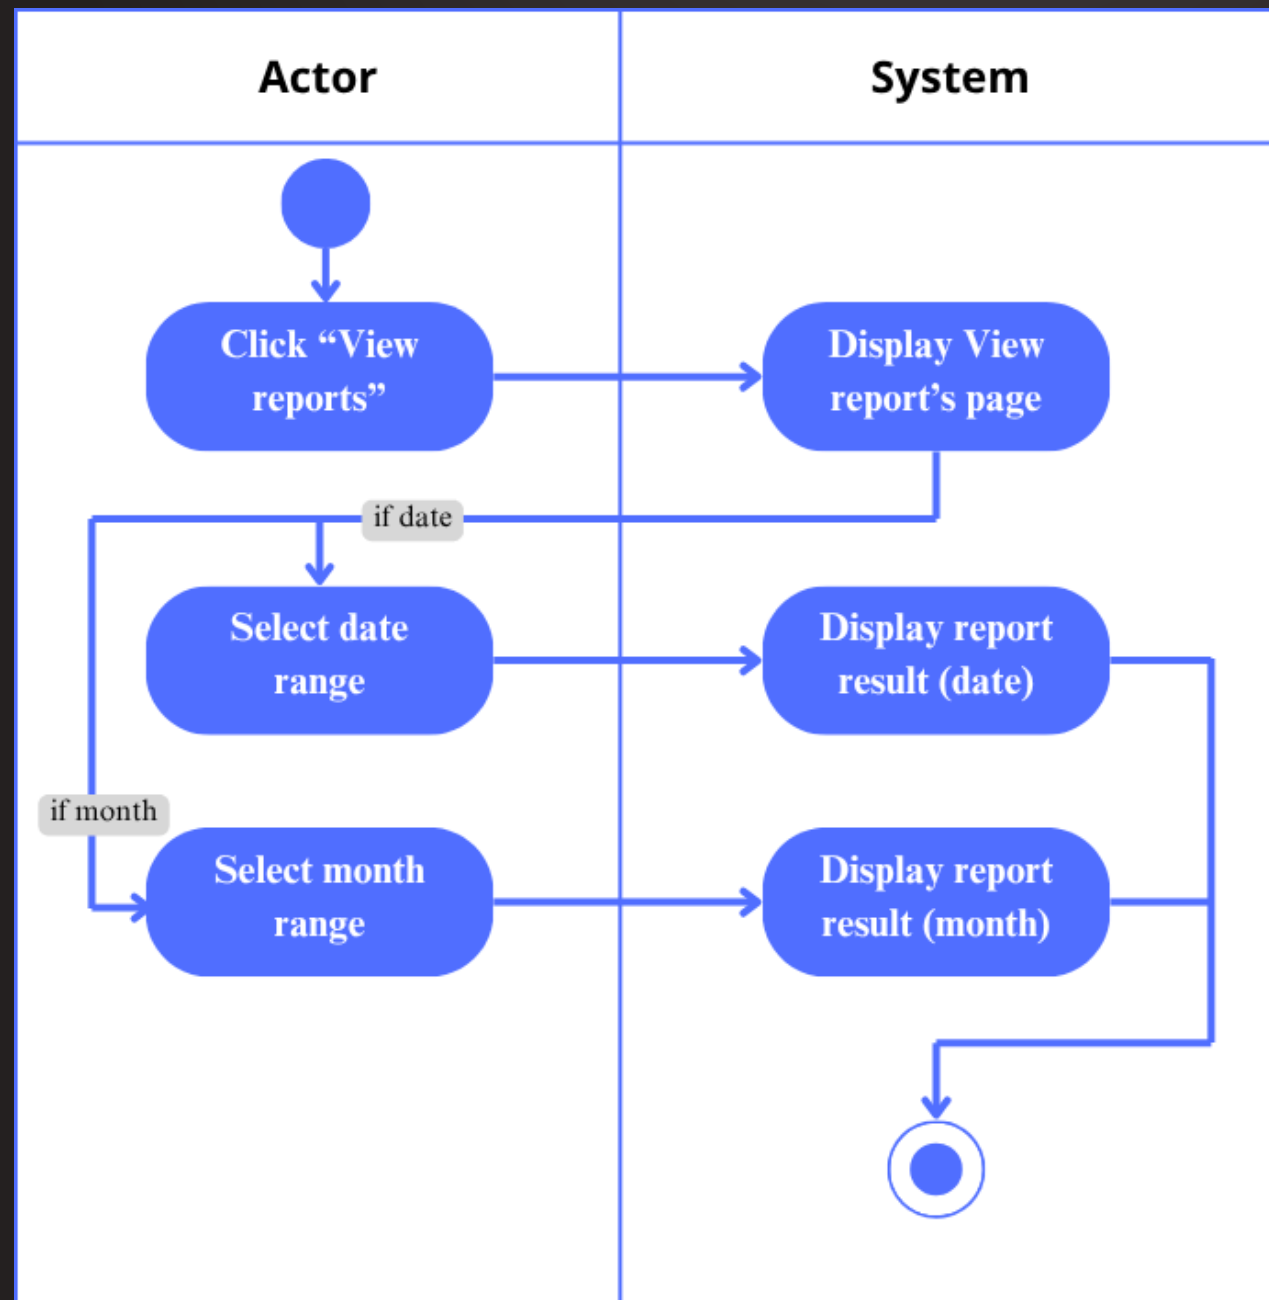 Actor
System
Click “View
reports”
Display View
report’s page
if date
Select date
range
Display report
result (date)
if month
Select month
range
Display report
result (month)